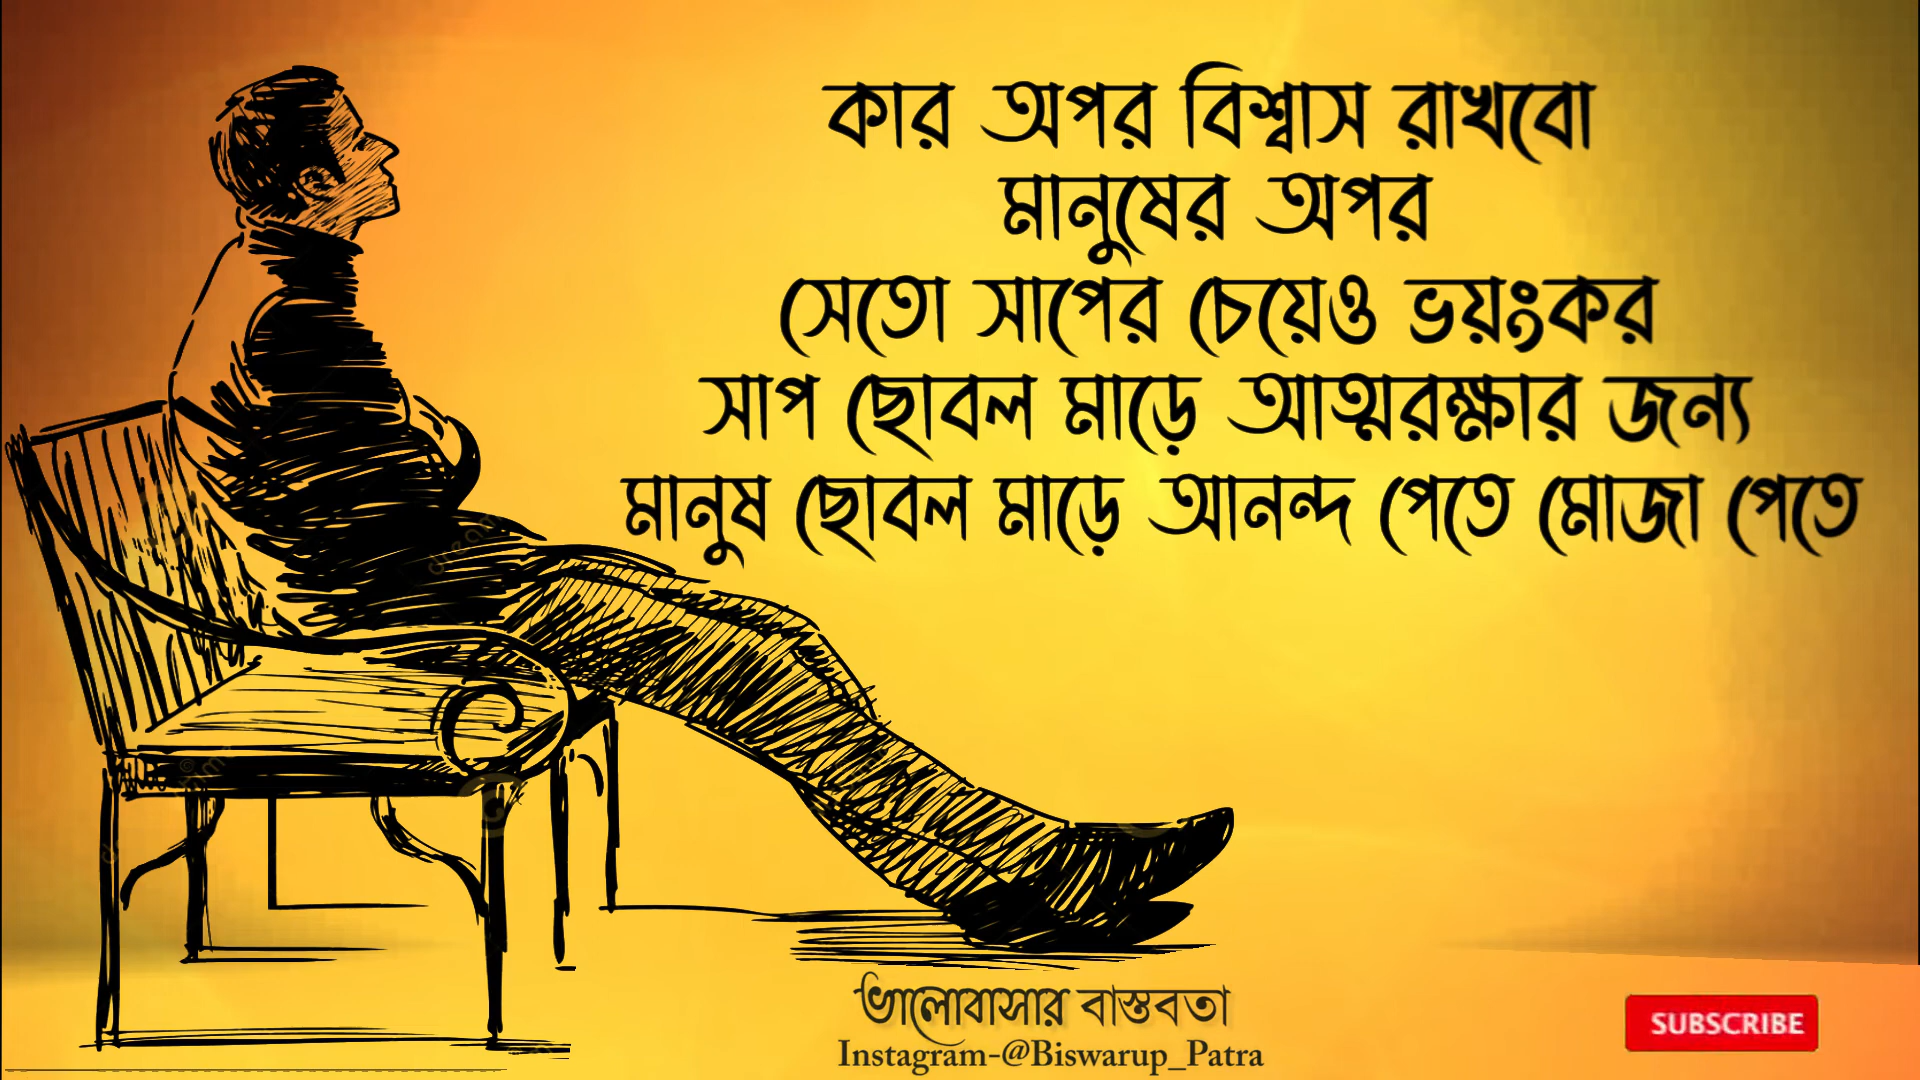 কার অপর বিশ্বাস রাখবো
মানুষের অপর
সেতো সাপের চেয়েও ভয়ংকর
সাপ ছোবল মাড়ে আত্মরক্ষার জন্য
মানুষ ছোবল মাড়ে আনন্দ পেতে মোজা পেতে
ভালোবাসার বাস্তবতা
Instagram-@Biswarup_Patra
SUBSCRIBE